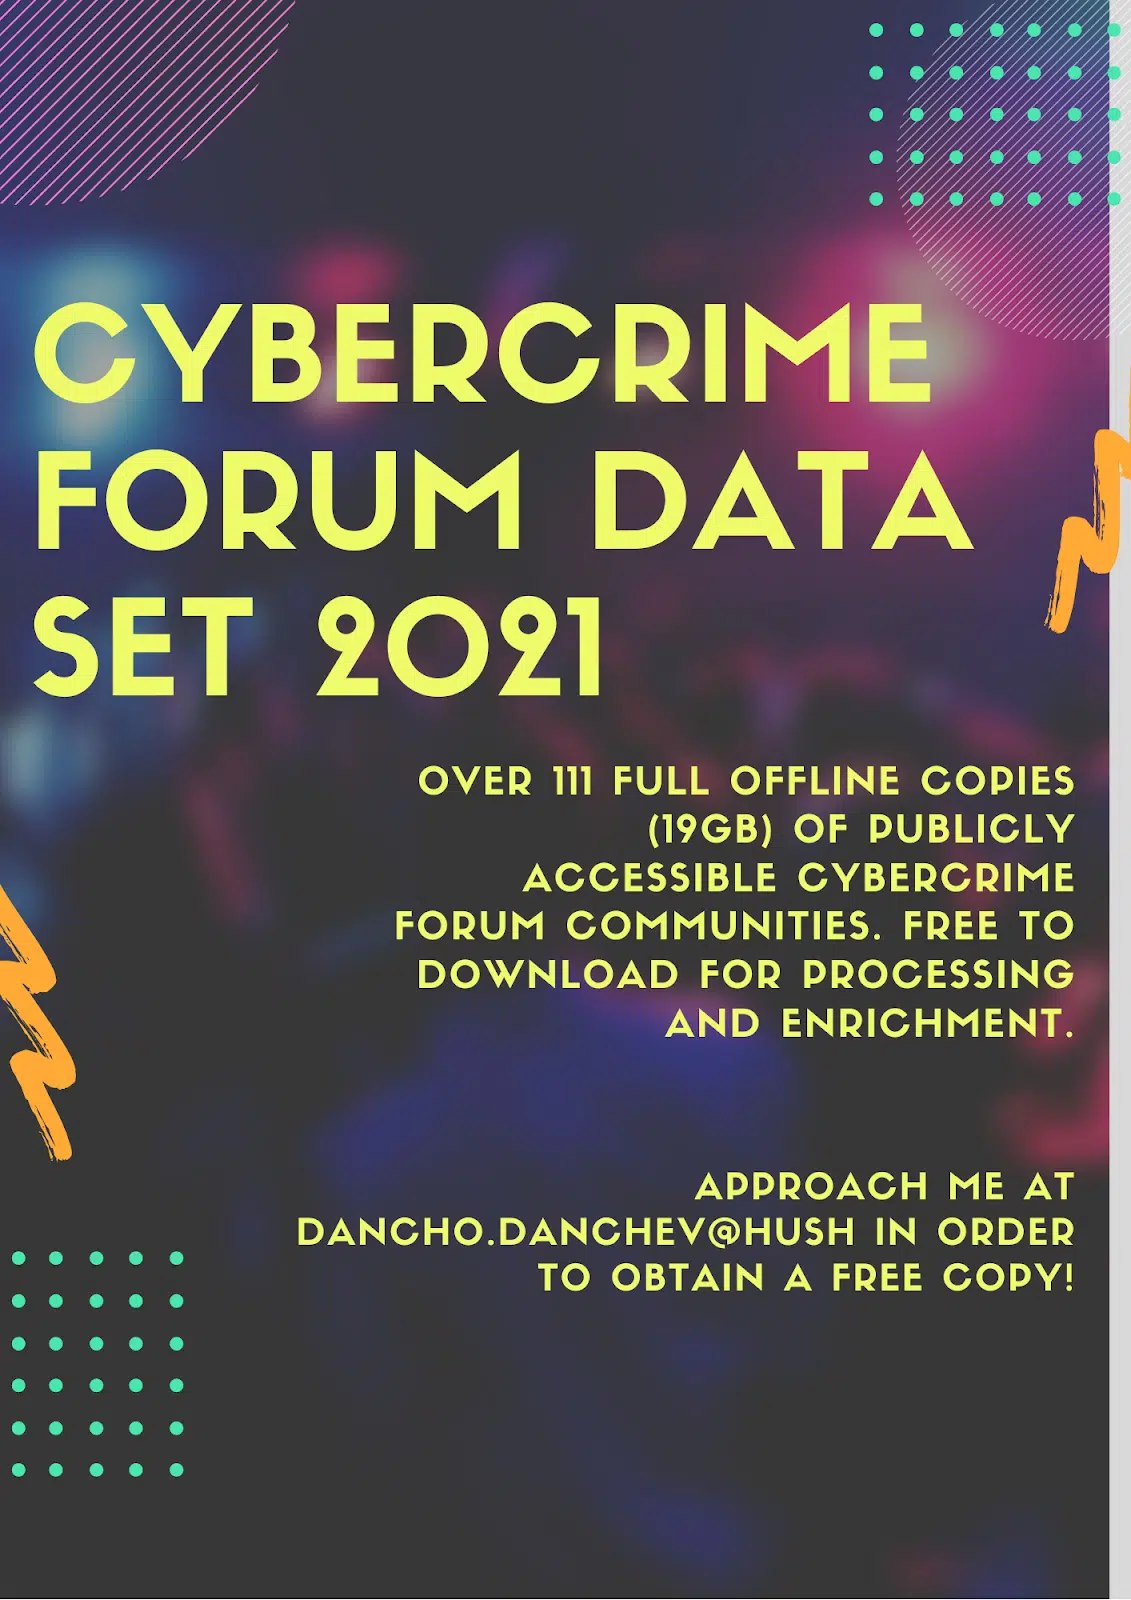 CYBERCRIME
FORUM DATA
SET 2021
OVER 111 FULL OFFLINE COPIES
(19GB) OF PUBLICLY
ACCESSIBLE CYBERCRIME
FORUM COMMUNITIES. FREE TO
DOWNLOAD FOR PROCESSING
AND ENRICHMENT.
APPROACH ME AT
DANCHO.DANCHEV@HUSH IN ORDER
TO OBTAIN A FREE COPY!